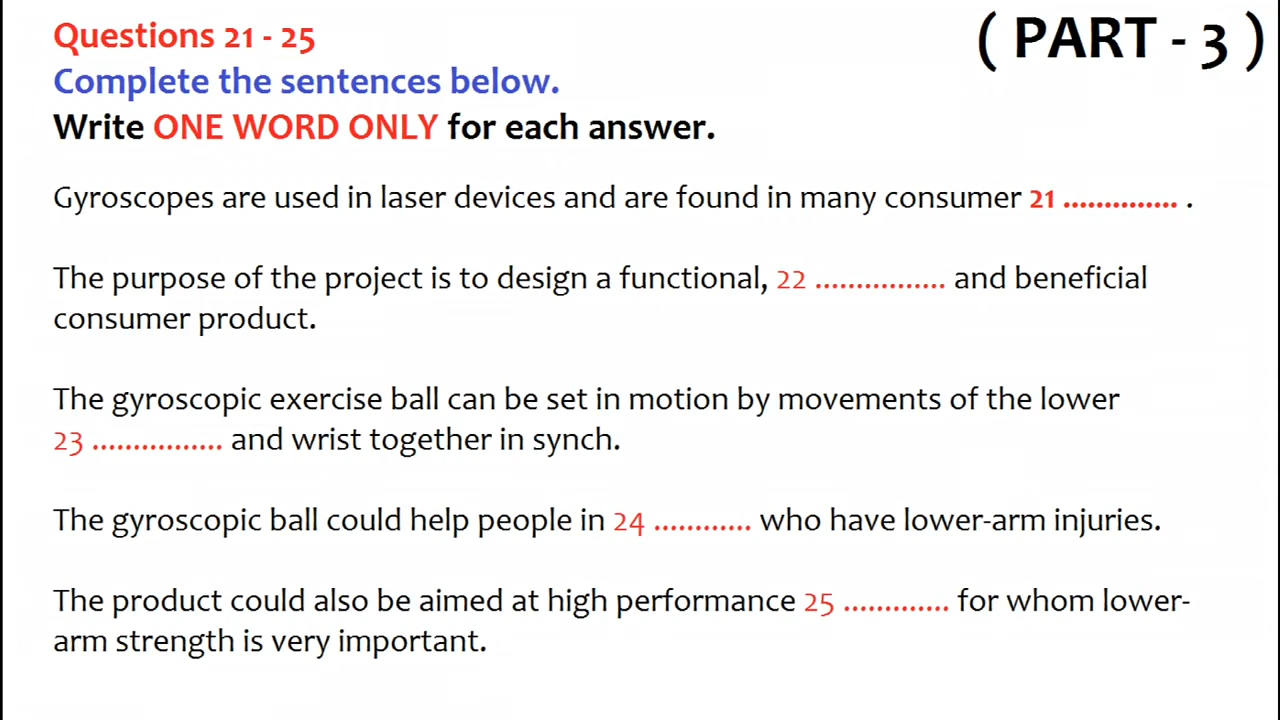 Questions 21 - 25
( PART - 3 )
Complete the sentences below.
Write ONE WORD ONLY for each answer.
Gyroscopes are used in laser devices and are found in many consumer 21 .............. .
The purpose of the project is to design a functional, 22 ................ and beneficial
consumer product.
The gyroscopic exercise ball can be set in motion by movements of the lower
23 ................ and wrist together in synch.
The gyroscopic ball could help people in 24 ............ who have lower-arm injuries.
The product could also be aimed at high performance 25 ............. for whom lower-
arm strength is very important.